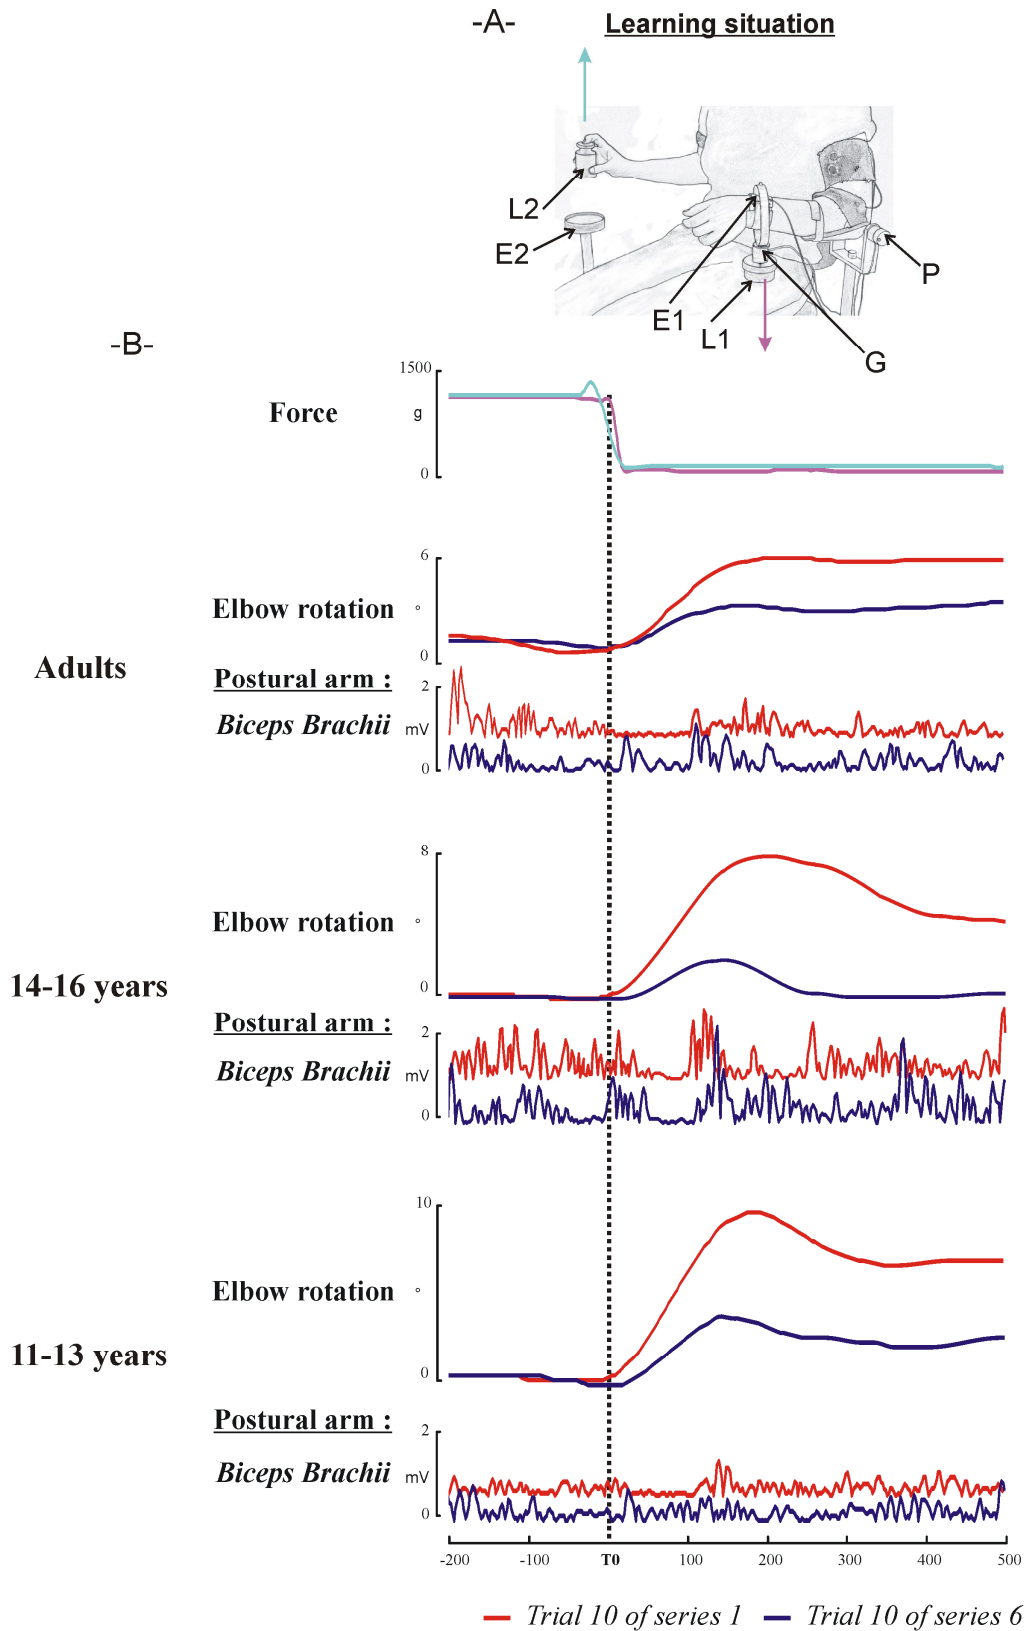 -A-
Learning situation
L2
E2
E1
L1
G
P
-B-
Force
1500
g
0
Adults
Elbow rotation
6
°
0
Postural arm :
Biceps Brachii
2
mV
0
14-16 years
Elbow rotation
8
°
0
Postural arm :
Biceps Brachii
2
mV
0
11-13 years
Elbow rotation
10
°
0
Postural arm :
Biceps Brachii
2
mV
0
-200 -100 T0 100 200 300 400 500
Trial 10 of series 1 Trial 10 of series 6